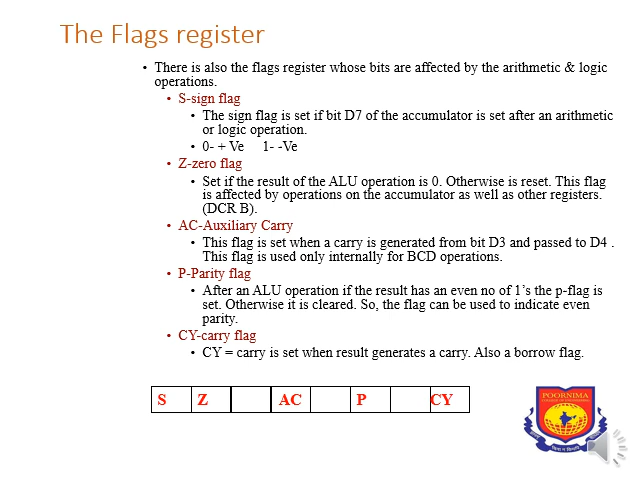 The Flags register
• There is also the flags register whose bits are affected by the arithmetic & logic
operations.
• S-sign flag
• The sign flag is set if bit D7 of the accumulator is set after an arithmetic
or logic operation.
• 0- + Ve 1- -Ve
• Z-zero flag
• Set if the result of the ALU operation is 0. Otherwise is reset. This flag
is affected by operations on the accumulator as well as other registers.
(DCR B).
• AC-Auxiliary Carry
• This flag is set when a carry is generated from bit D3 and passed to D4 .
This flag is used only internally for BCD operations.
• P-Parity flag
• After an ALU operation if the result has an even no of 1’s the p-flag is
set. Otherwise it is cleared. So, the flag can be used to indicate even
parity.
• CY-carry flag
• CY = carry is set when result generates a carry. Also a borrow flag.
S Z AC P CY
POORNIMA